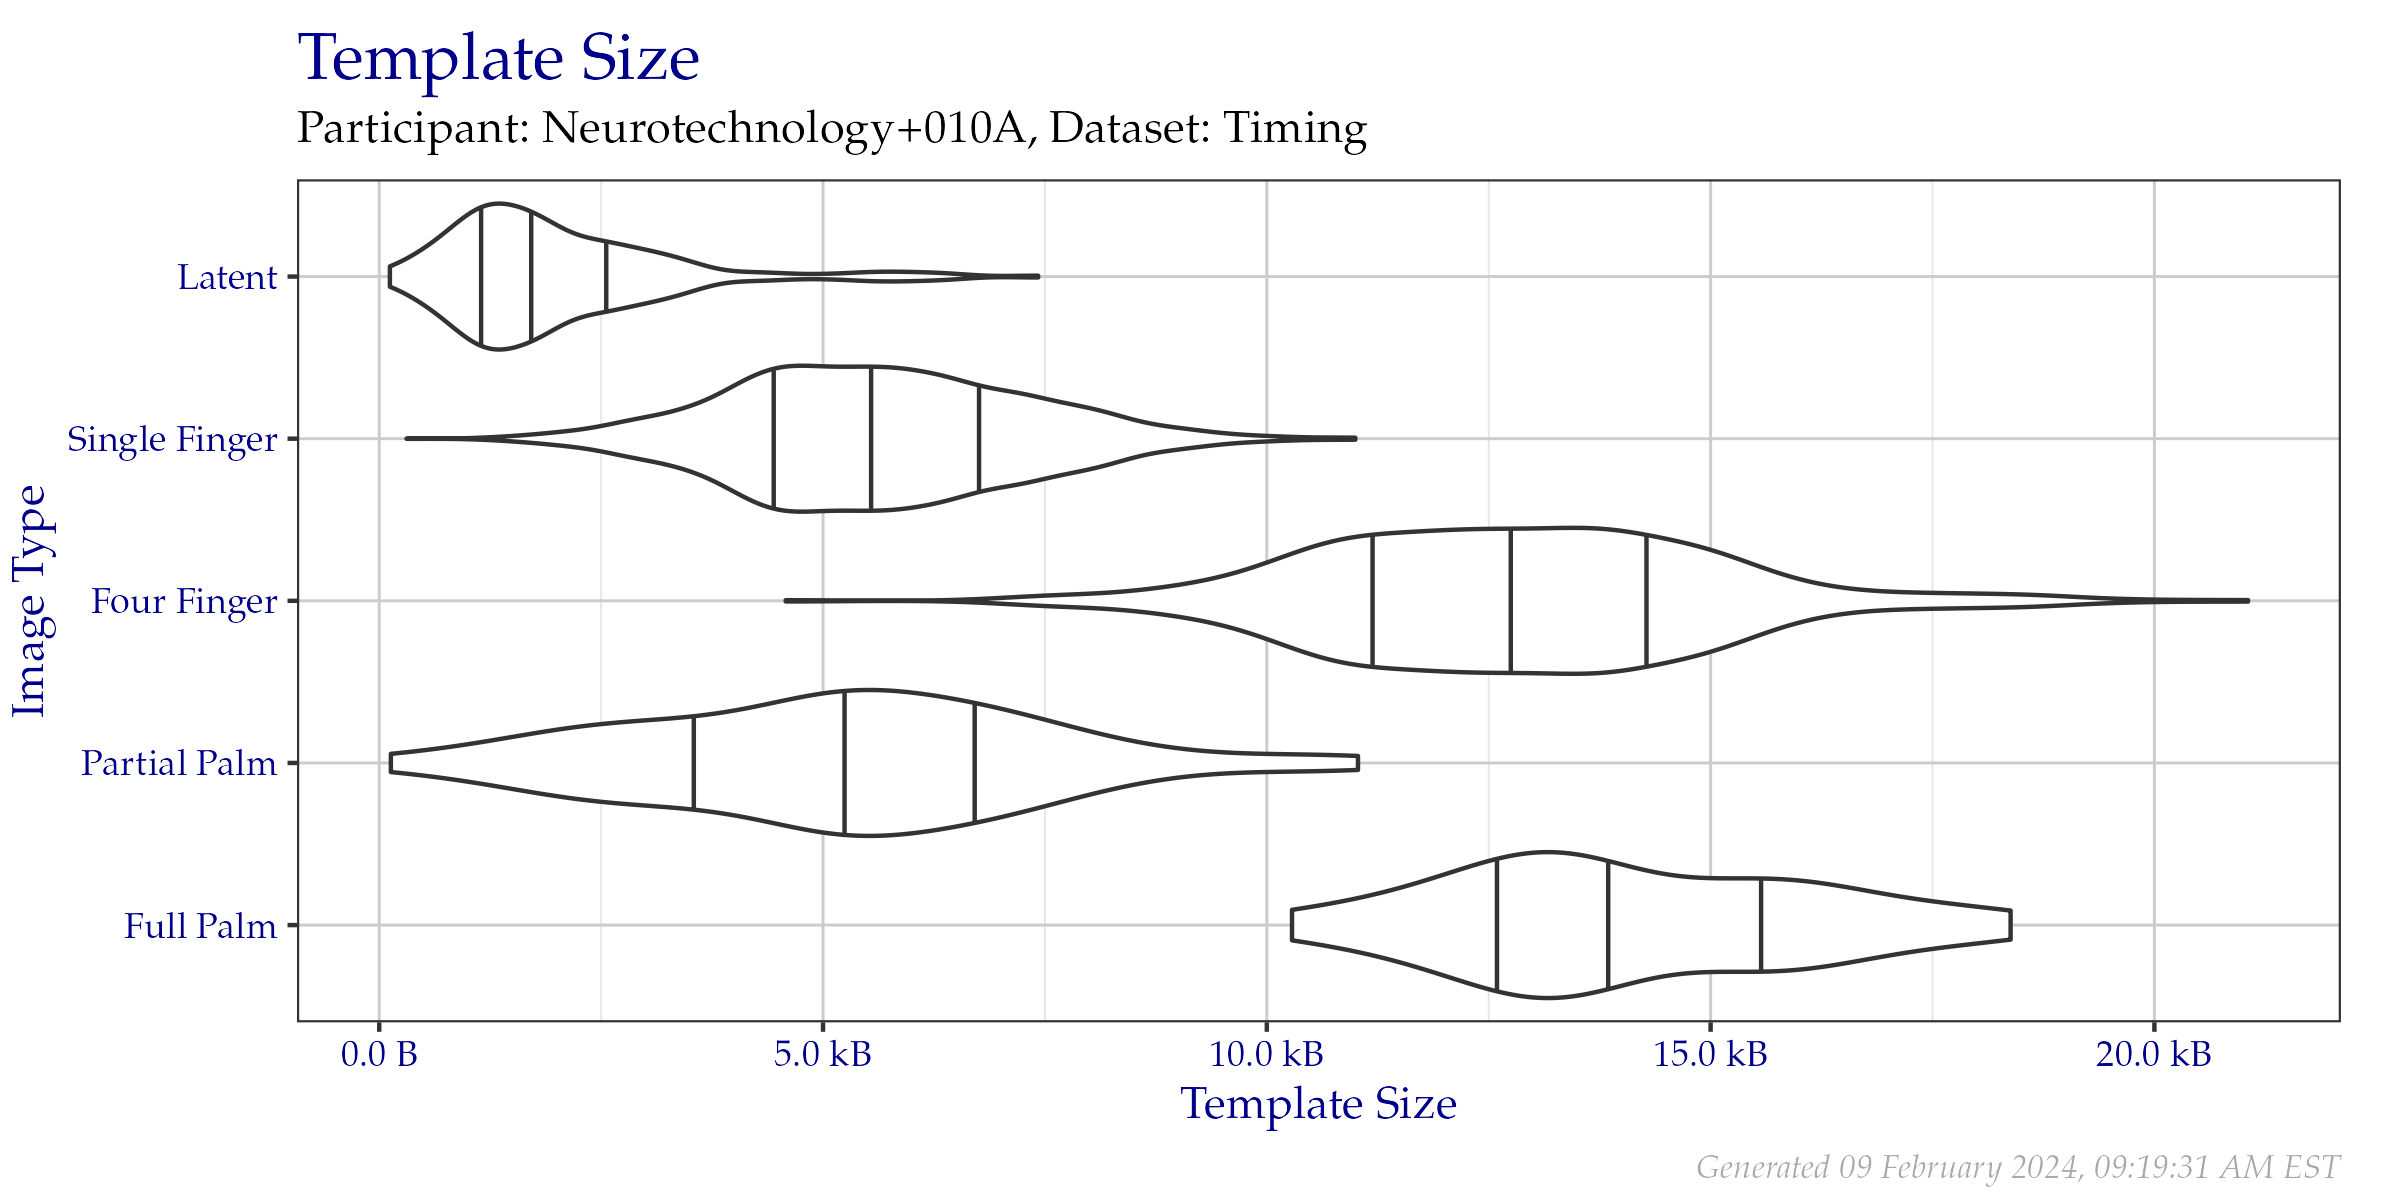 Template Size
Participant: Neurotechnology+010A, Dataset: Timing
Image Type
Latent
Single Finger
Four Finger
Partial Palm
Full Palm
0.0 B 5.0 kB 10.0 kB 15.0 kB 20.0 kB
Template Size
Generated 09 February 2024, 09:19:31 AM EST